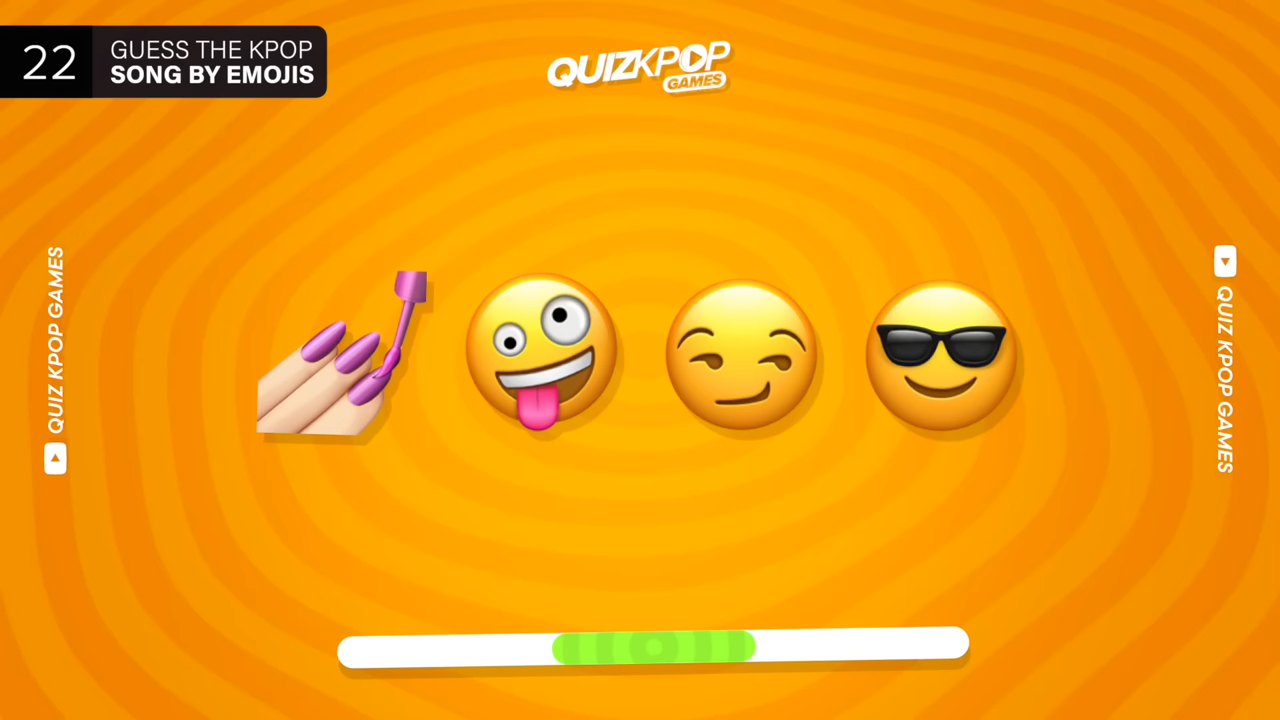 22
GUESS THE KPOP
SONG BY EMOJIS
QUIZKPOP
GAMES
QUIZ KPOP GAMES
QUIZ KPOP GAMES